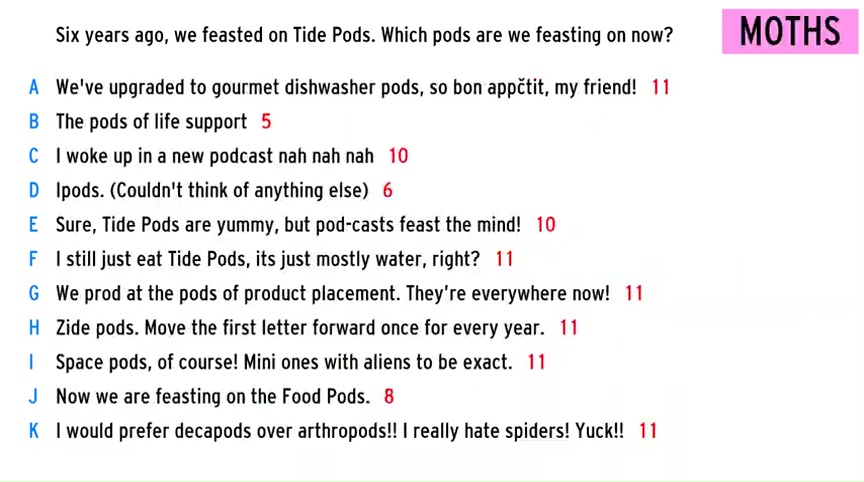 Six years ago, we feasted on Tide Pods. Which pods are we feasting on now?
MOTHS
A We've upgraded to gourmet dishwasher pods, so bon appčtit, my friend! 11
B The pods of life support 5
C I woke up in a new podcast nah nah nah 10
D Ipods. (Couldn't think of anything else) 6
E Sure, Tide Pods are yummy, but pod-casts feast the mind! 10
F I still just eat Tide Pods, its just mostly water, right? 11
G We prod at the pods of product placement. They're everywhere now! 11
H Zide pods. Move the first letter forward once for every year. 11
I Space pods, of course! Mini ones with aliens to be exact. 11
J Now we are feasting on the Food Pods. 8
K I would prefer decapods over arthropods!! I really hate spiders! Yuck!! 11